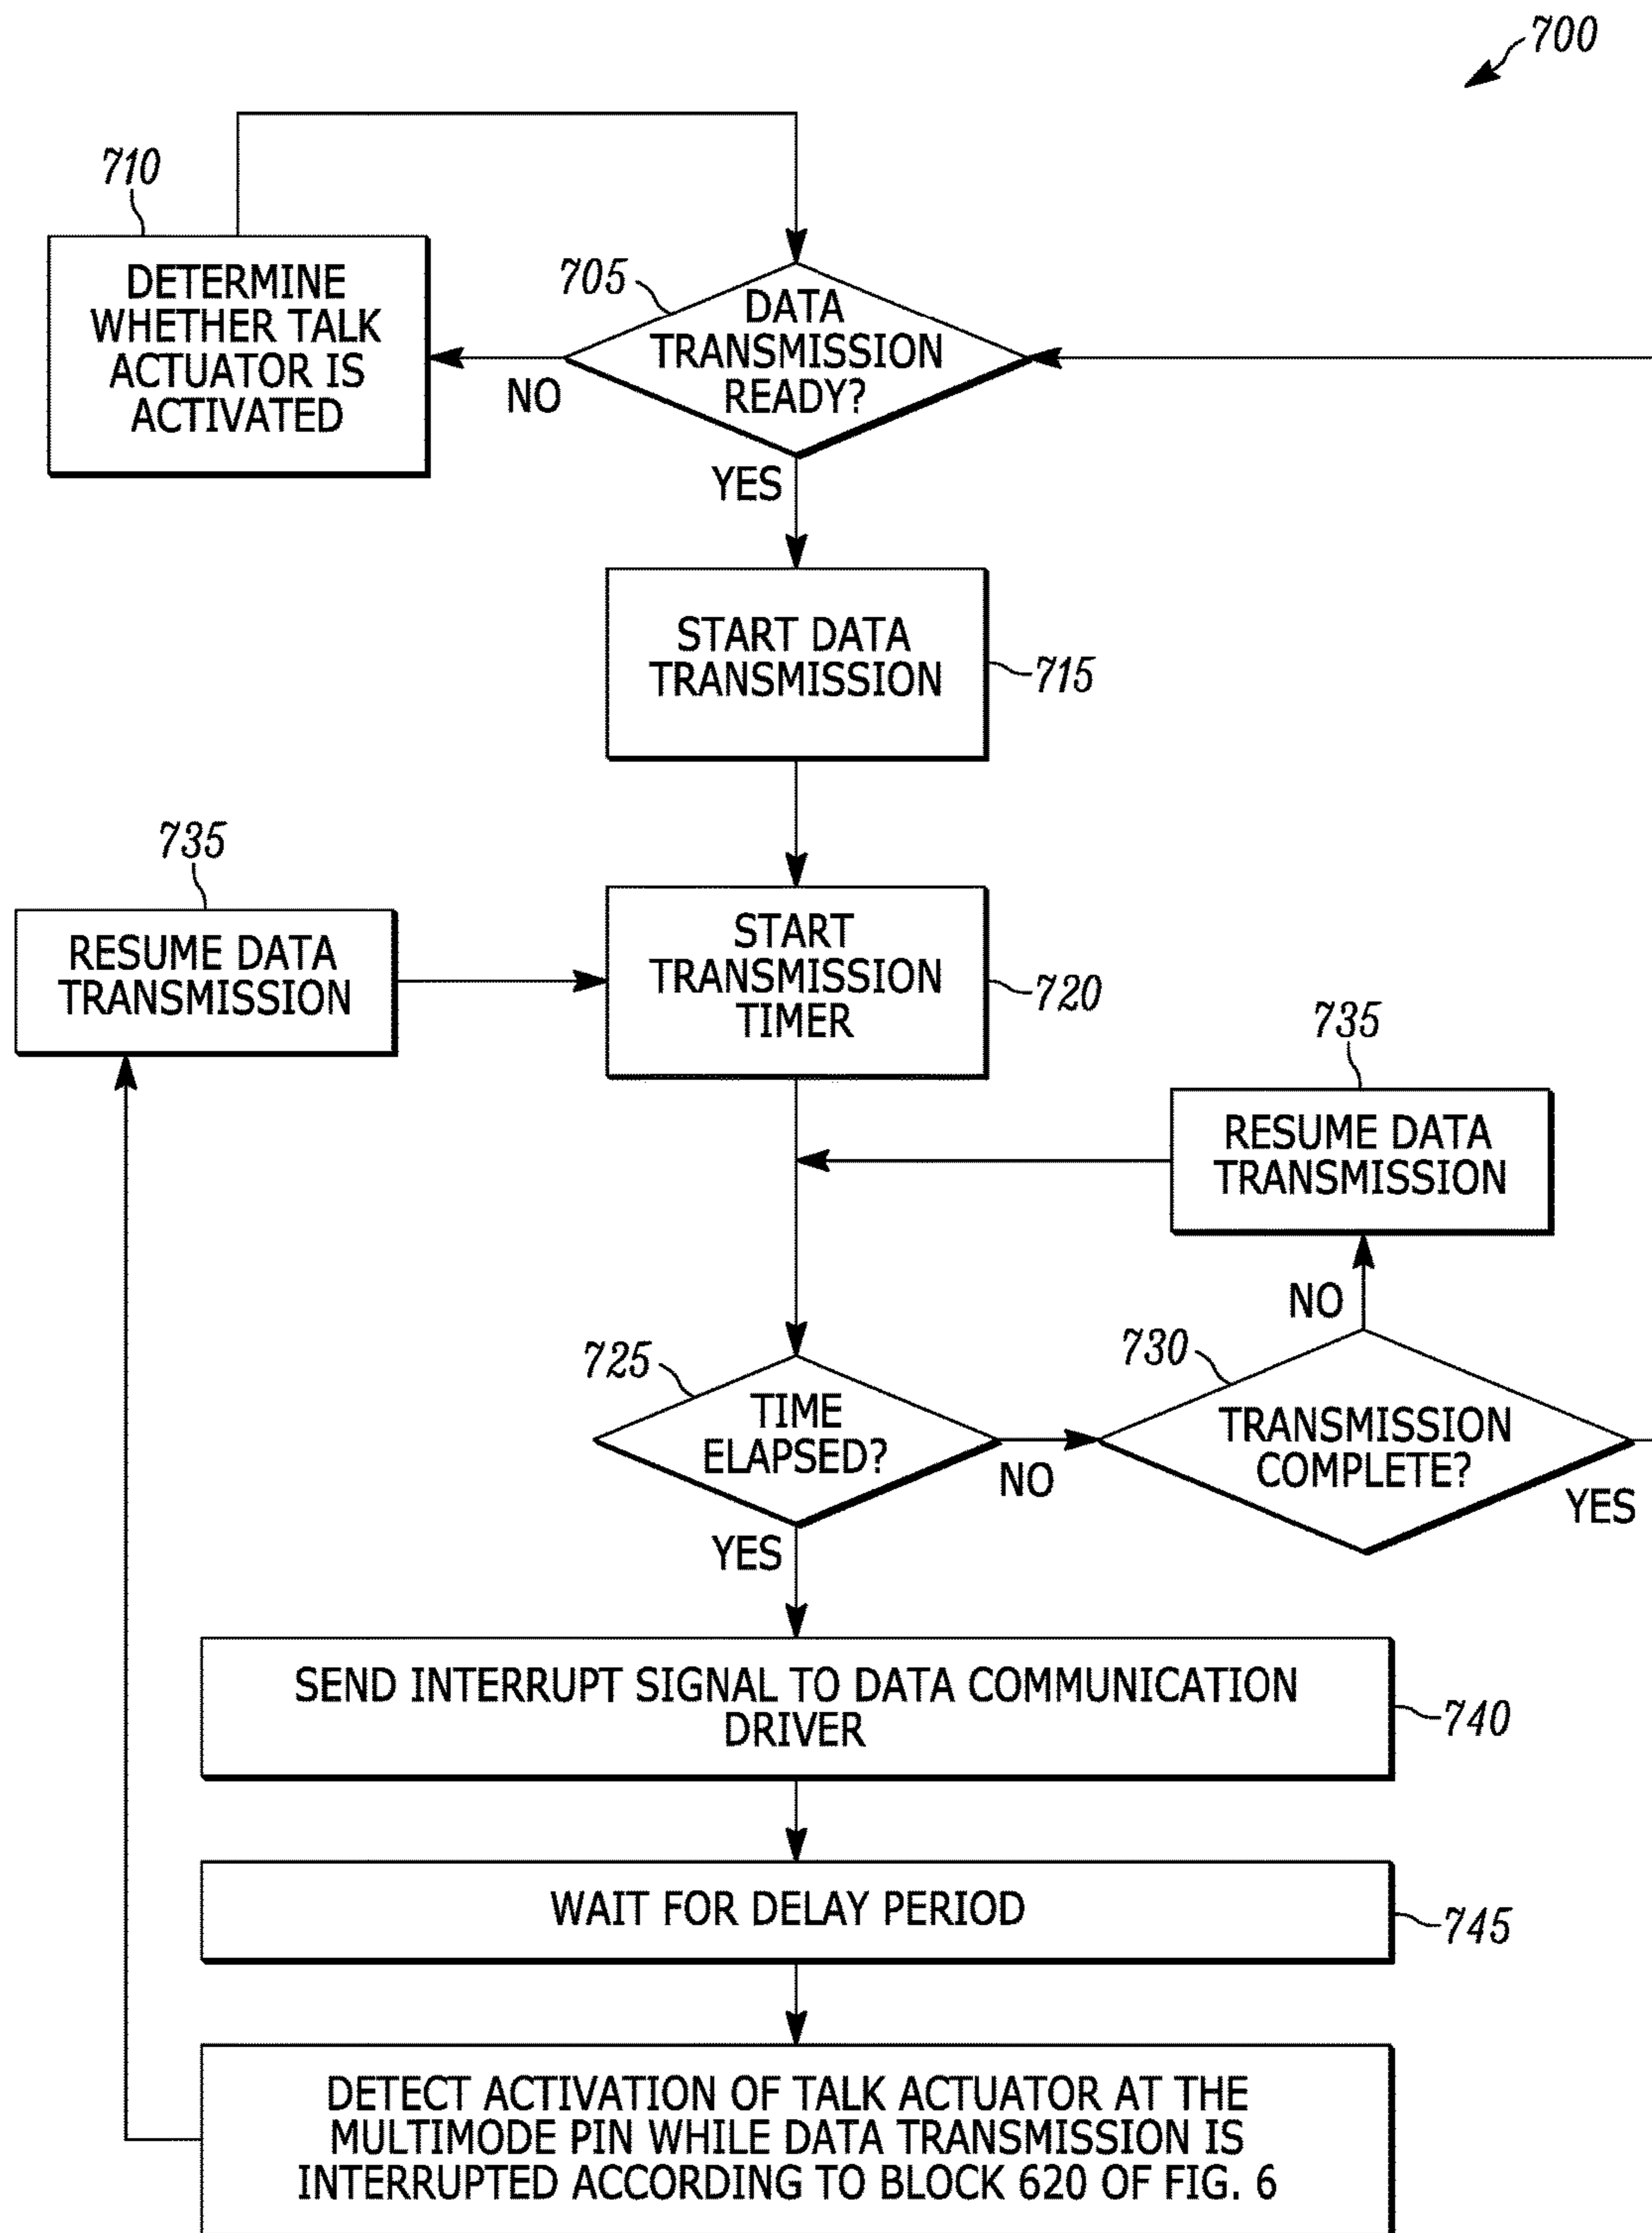 700
710
DETERMINE
WHETHER TALK
ACTUATOR IS
ACTIVATED
705
DATA
TRANSMISSION
READY?
NO
YES
START DATA
TRANSMISSION
715
735
RESUME DATA
TRANSMISSION
START
TRANSMISSION
TIMER
720
735
RESUME DATA
TRANSMISSION
NO
725
TIME
ELAPSED?
NO
730
TRANSMISSION
COMPLETE?
YES
YES
SEND INTERRUPT SIGNAL TO DATA COMMUNICATION
DRIVER
740
WAIT FOR DELAY PERIOD
745
DETECT ACTIVATION OF TALK ACTUATOR AT THE
MULTIMODE PIN WHILE DATA TRANSMISSION IS
INTERRUPTED ACCORDING TO BLOCK 620 OF FIG. 6